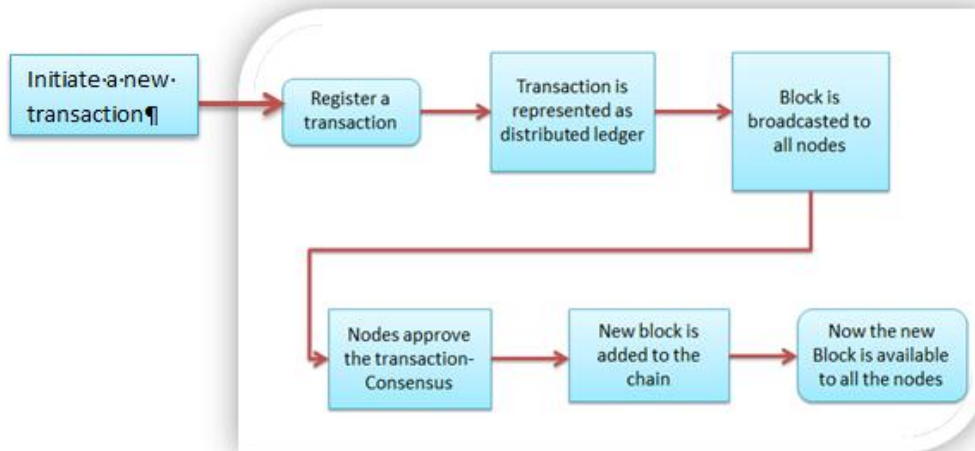 Initiate·a·new·
transaction¶
Register a
transaction
Transaction is
represented as
distributed ledger
Block is
broadcasted to
all nodes
Nodes approve
the transaction-
Consensus
New block is
added to the
chain
Now the new
Block is available
to all the nodes